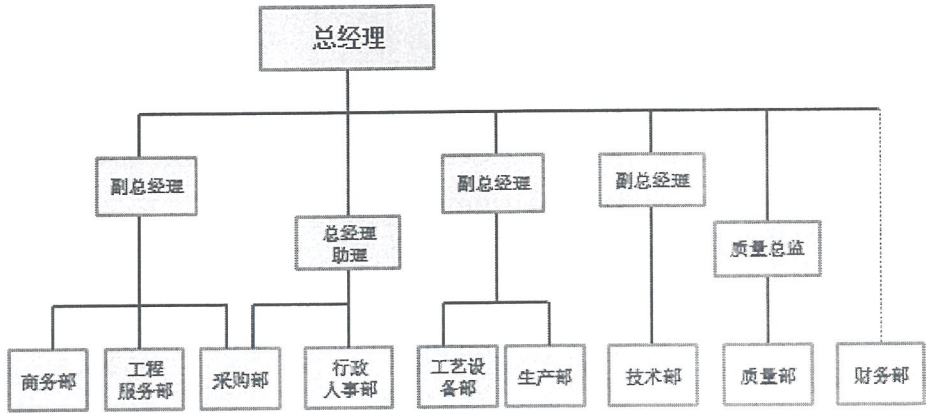 总经理
副总经理
副总经理
副总经理
总经理
助理
质量总监
商务部
工程
服务部
采购部
行政
人事部
工艺设
备部
生产部
技术部
质量部
财务部